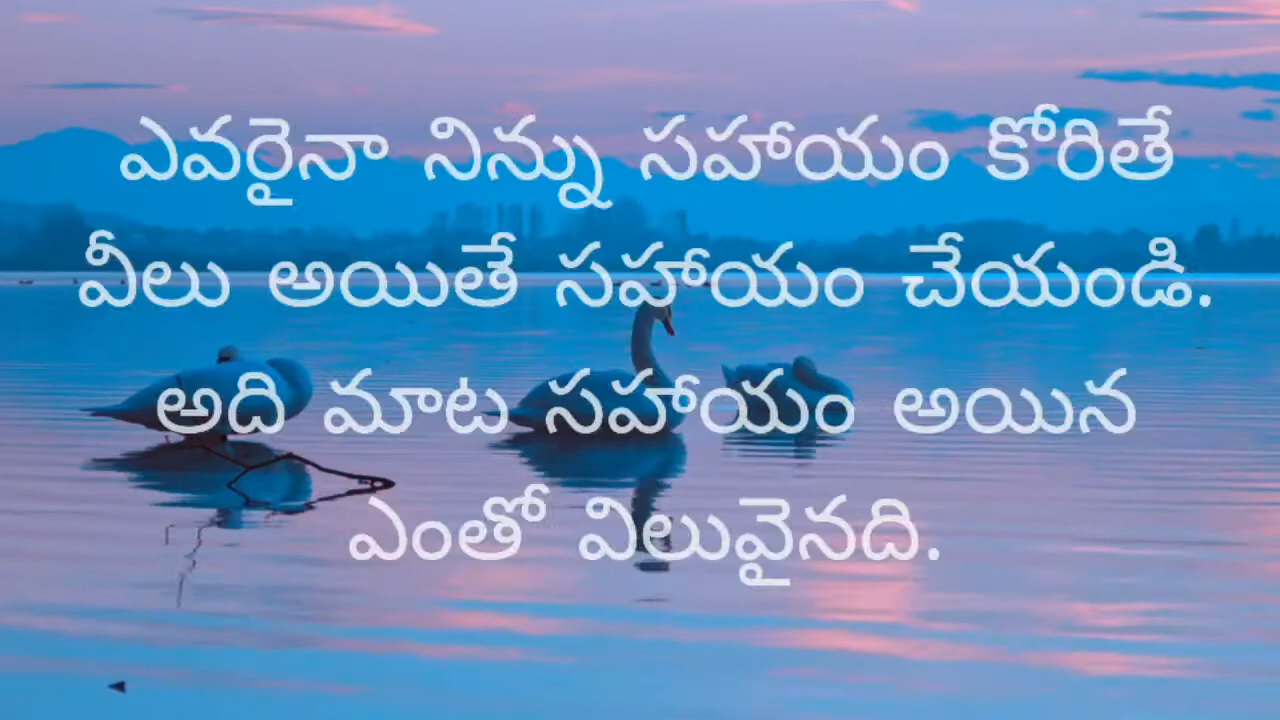 ఎవరైనా నిన్ను సహాయం కోరితే
వీలు అయితే సహాయం చేయండి.
అది మాట సహాయం అయిన
ఎంతో విలువైనది.